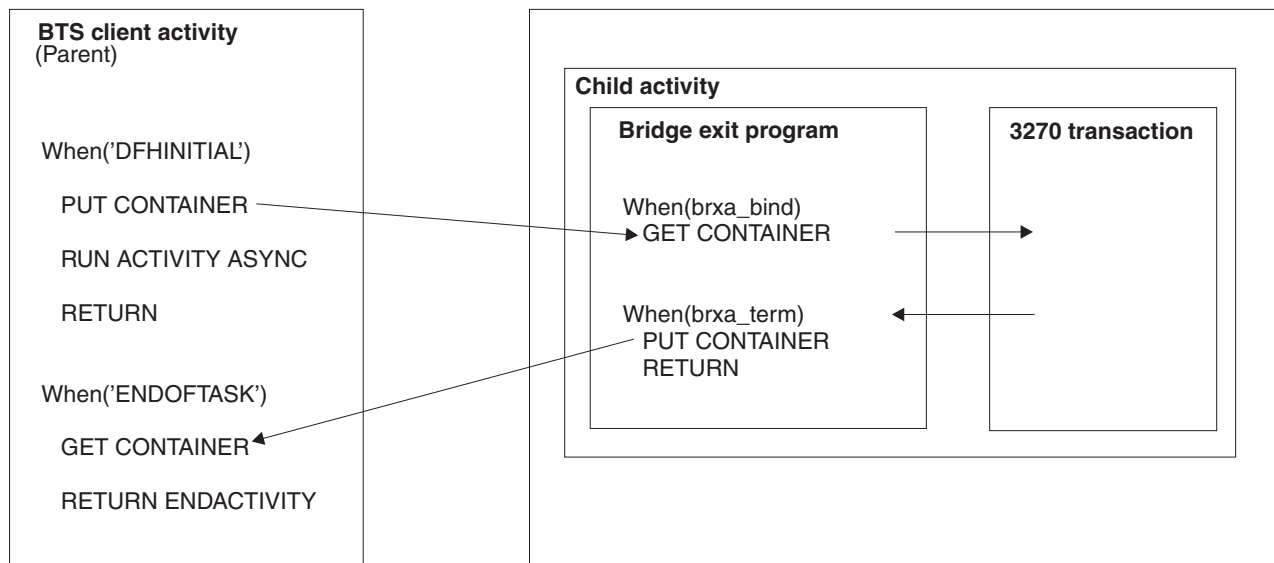 BTS client activity
(Parent)
When('DFHINITIAL')
PUT CONTAINER
RUN ACTIVITY ASYNC
RETURN
When('ENDOFTASK')
GET CONTAINER
RETURN ENDACTIVITY
Child activity
Bridge exit program
When(brxa_bind)
GET CONTAINER
When(brxa_term)
PUT CONTAINER
RETURN
3270 transaction